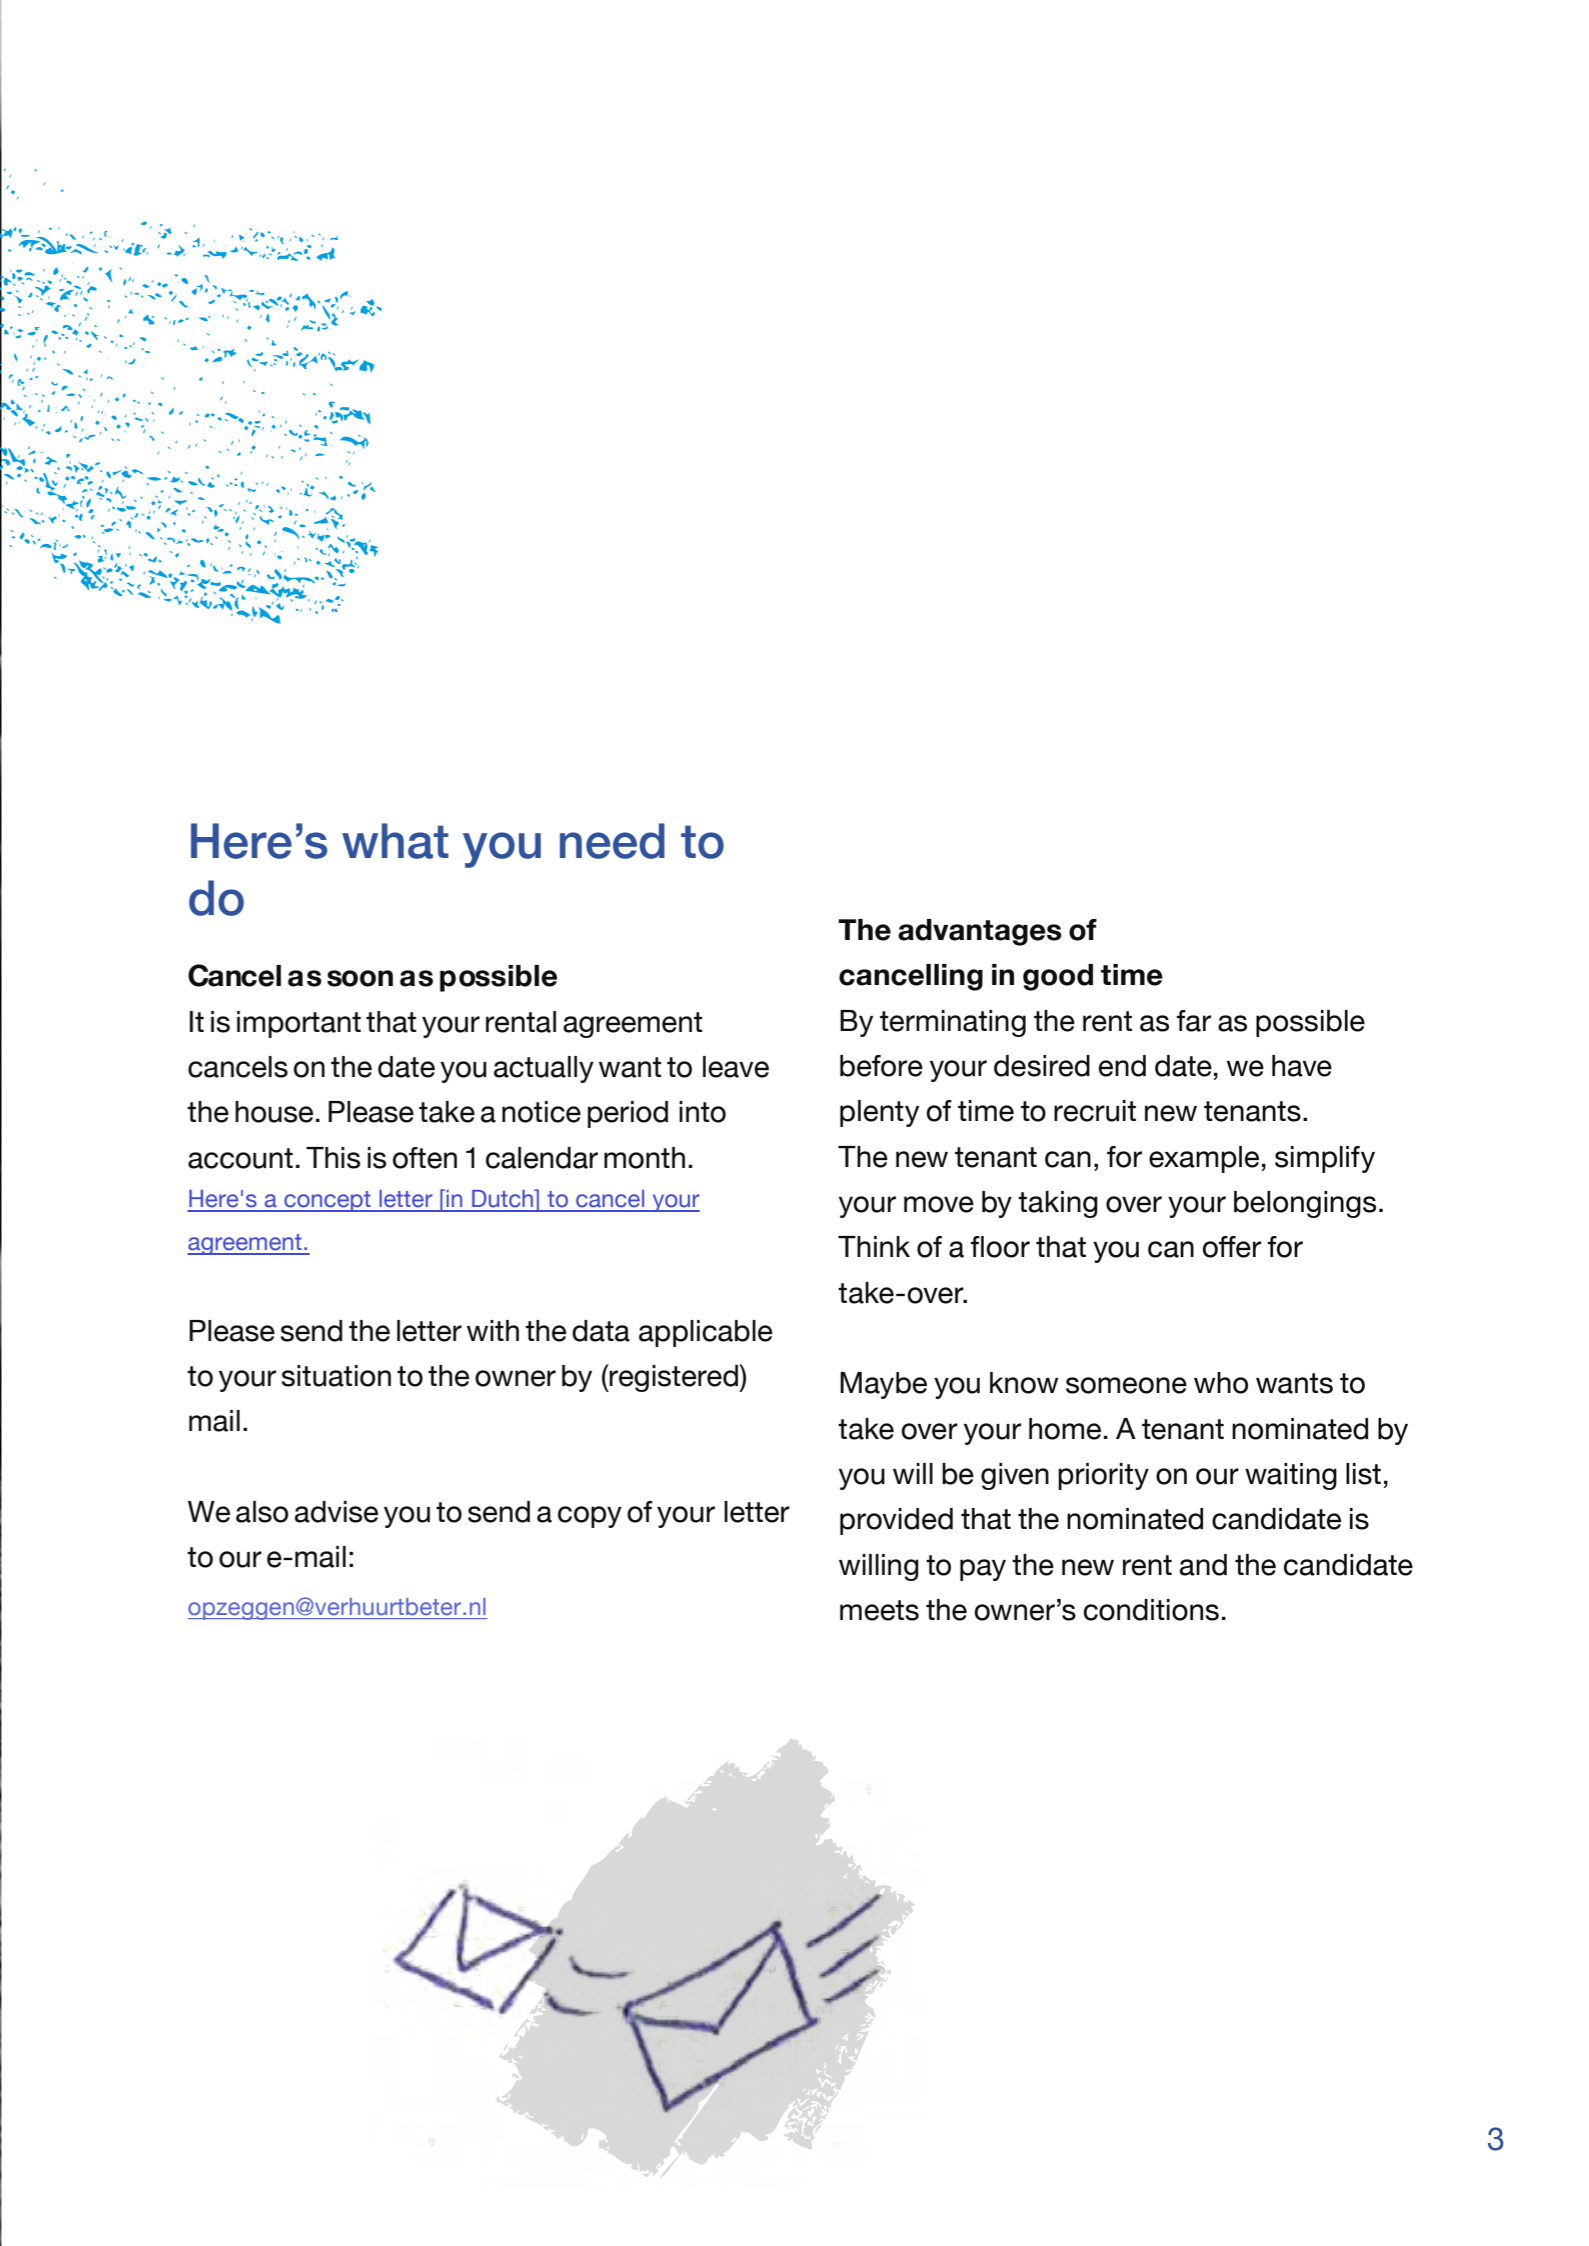 Here’s what you need to
do
Cancel as soon as possible
It is important that your rental agreement
cancels on the date you actually want to leave
the house. Please take a notice period into
account. This is often 1 calendar month.
Here's a concept letter [in Dutch] to cancel your
agreement.
Please send the letter with the data applicable
to your situation to the owner by (registered)
mail.
We also advise you to send a copy of your letter
to our e-mail:
opzeggen@verhuurtbeter.nl
The advantages of
cancelling in good time
By terminating the rent as far as possible
before your desired end date, we have
plenty of time to recruit new tenants.
The new tenant can, for example, simplify
your move by taking over your belongings.
Think of a floor that you can offer for
take-over.
Maybe you know someone who wants to
take over your home. A tenant nominated by
you will be given priority on our waiting list,
provided that the nominated candidate is
willing to pay the new rent and the candidate
meets the owner’s conditions.
3